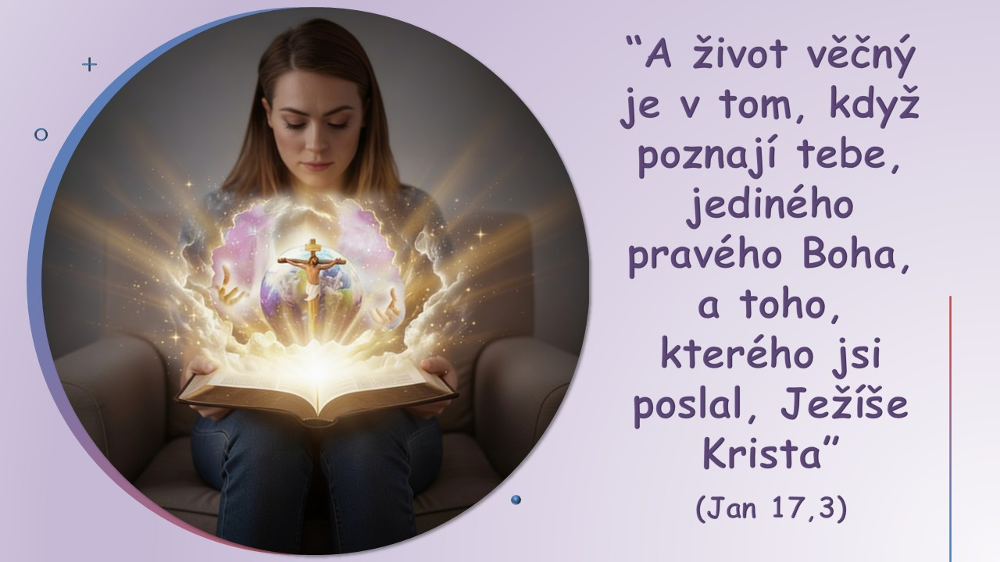 “A život věčný
je v tom, když
poznají tebe,
jediného
pravého Boha,
a toho,
kterého jsi
poslal, Ježíše
Krista”
(Jan 17,3)